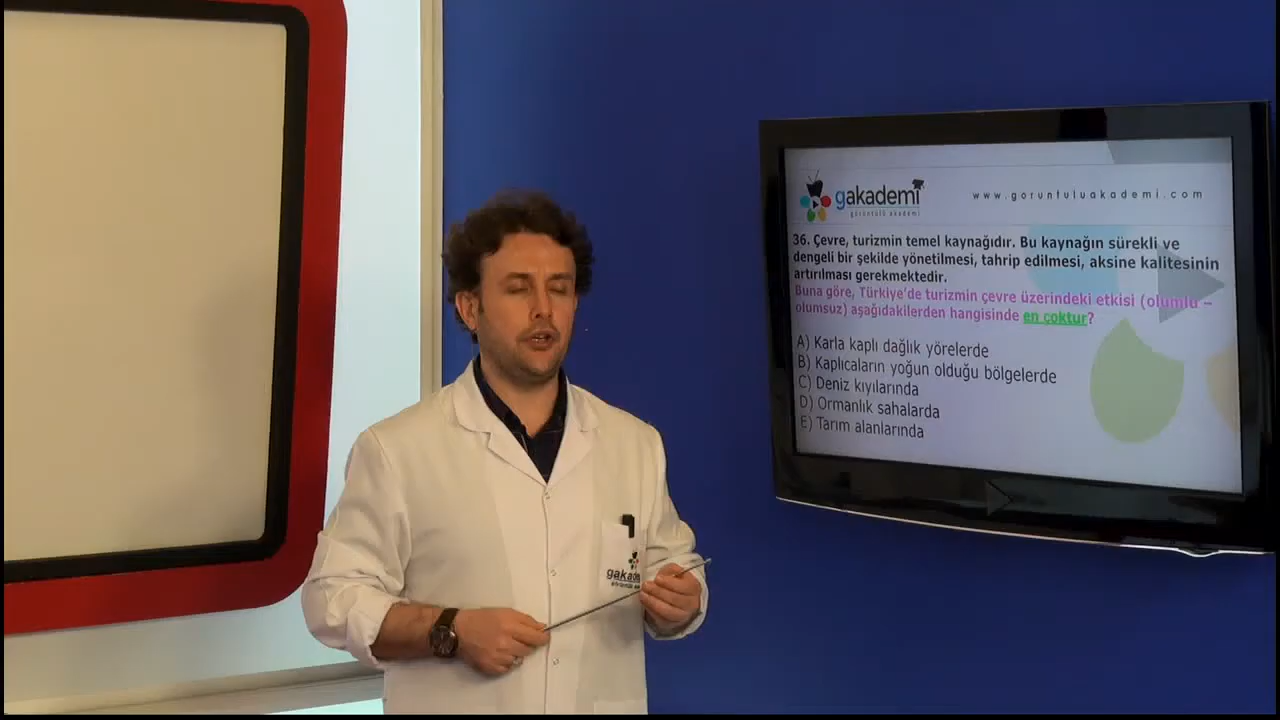 gakademi
görüntülü akademi
www.goruntuluakademi.com
36. Çevre, turizmin temel kaynağıdır. Bu kaynağın sürekli ve
dengeli bir şekilde yönetilmesi, tahrip edilmesi, aksine kalitesinin
artırılması gerekmektedir.
Buna göre, Türkiye'de turizmin çevre üzerindeki etkisi (olumlu –
olumsuz) aşağıdakilerden hangisinde en çoktur?
A) Karla kaplı dağlık yörelerde
B) Kaplıcaların yoğun olduğu bölgelerde
C) Deniz kıyılarında
D) Ormanlık sahalarda
E) Tarım alanlarında